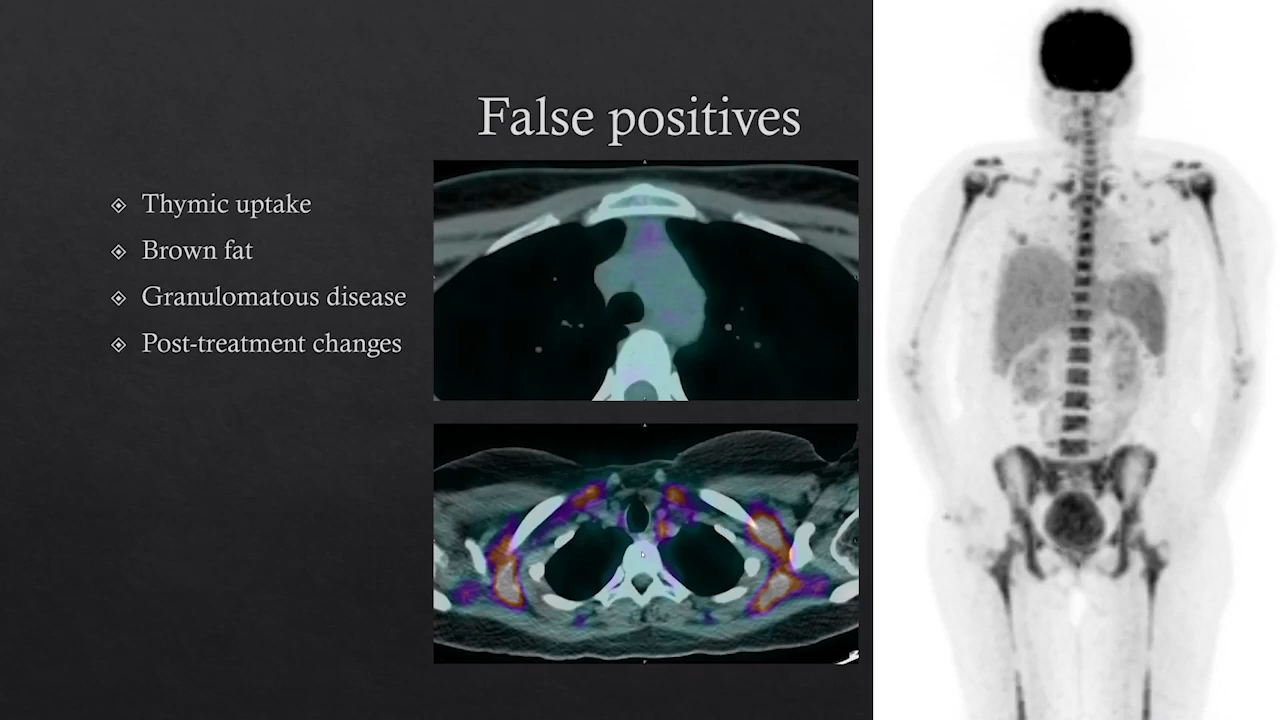 False positives
Thymic uptake
Brown fat
Granulomatous disease
Post-treatment changes